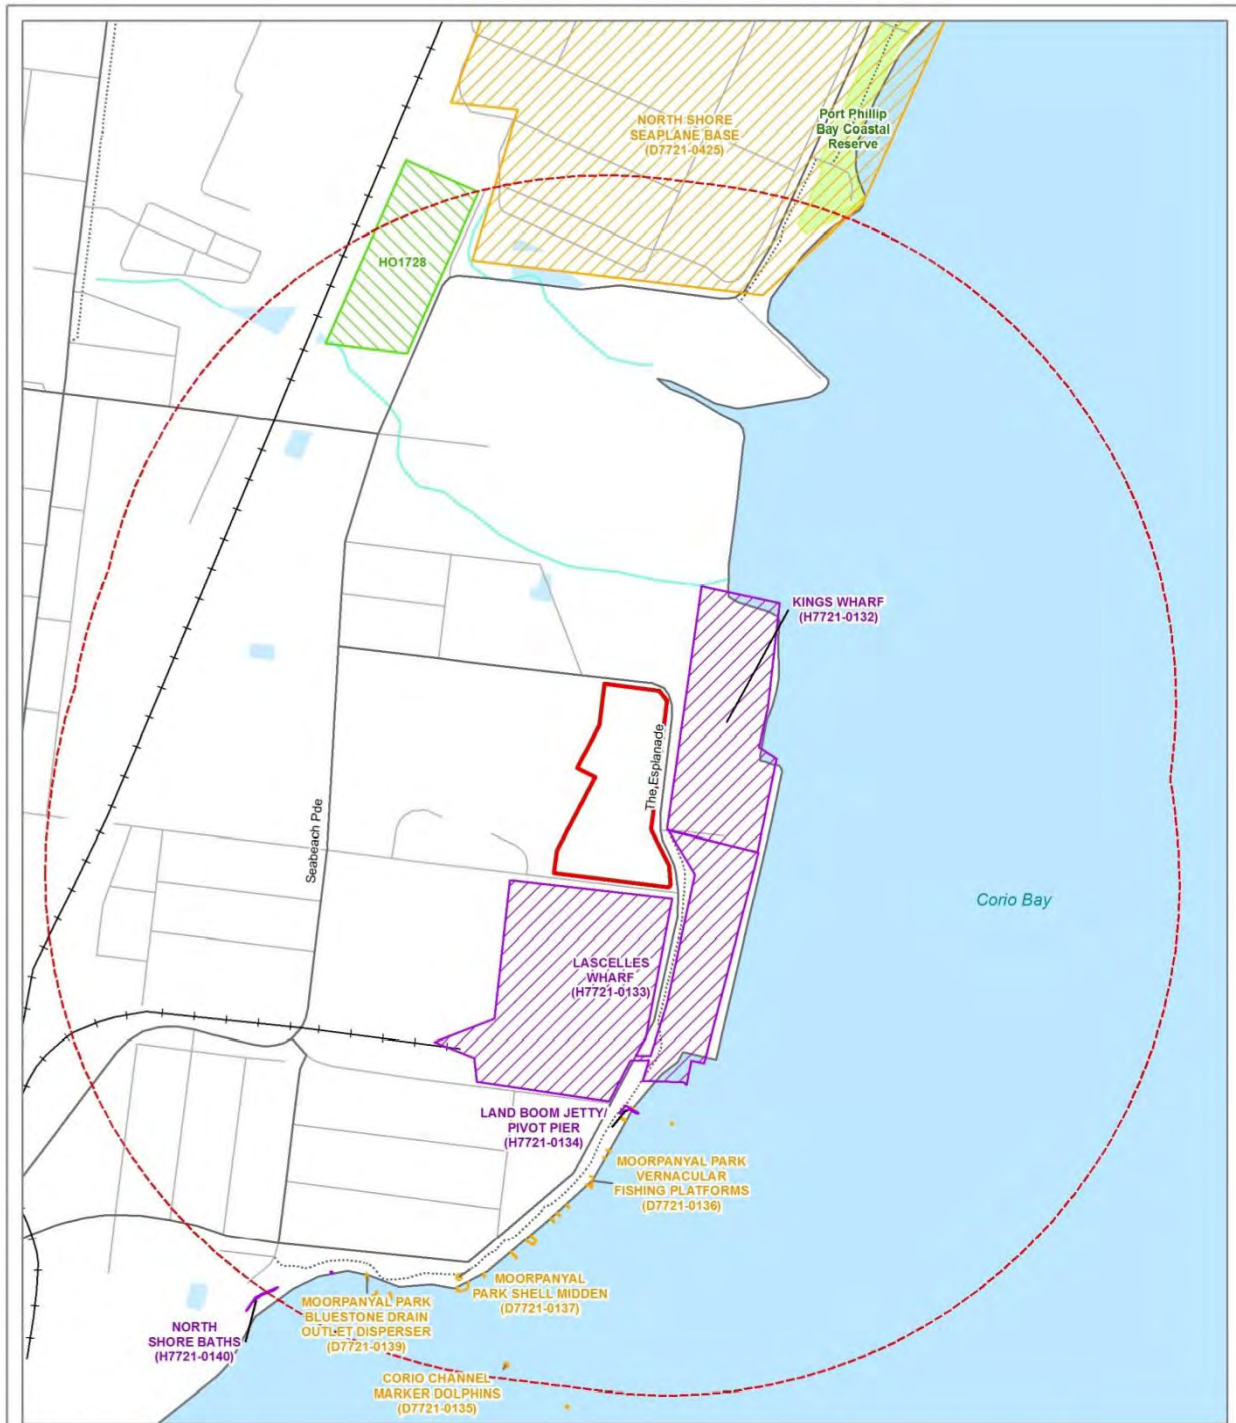 NORTH SHORE
SEAPLANE BASE
(D7721-0425)
Port Phillip
Bay Coastal
Reserve
HO1728
KINGS WHARF
(H7721-0132)
The Esplanade
Seabeach Pde
Corio Bay
LASCELLES
WHARF
(H7721-0133)
LAND BOOM JETTY/
PIVOT PIER
(H7721-0134)
MOORPANYAL PARK
VERNACULAR
FISHING PLATFORMS
(D7721-0136)
MOORPANYAL
PARK SHELL MIDDEN
(D7721-0137)
MOORPANYAL PARK
BLUESTONE DRAIN
OUTLET DISPERSER
(D7721-0139)
NORTH
SHORE BATHS
(H7721-0140)
CORIO CHANNEL
MARKER DOLPHINS
(D7721-0135)